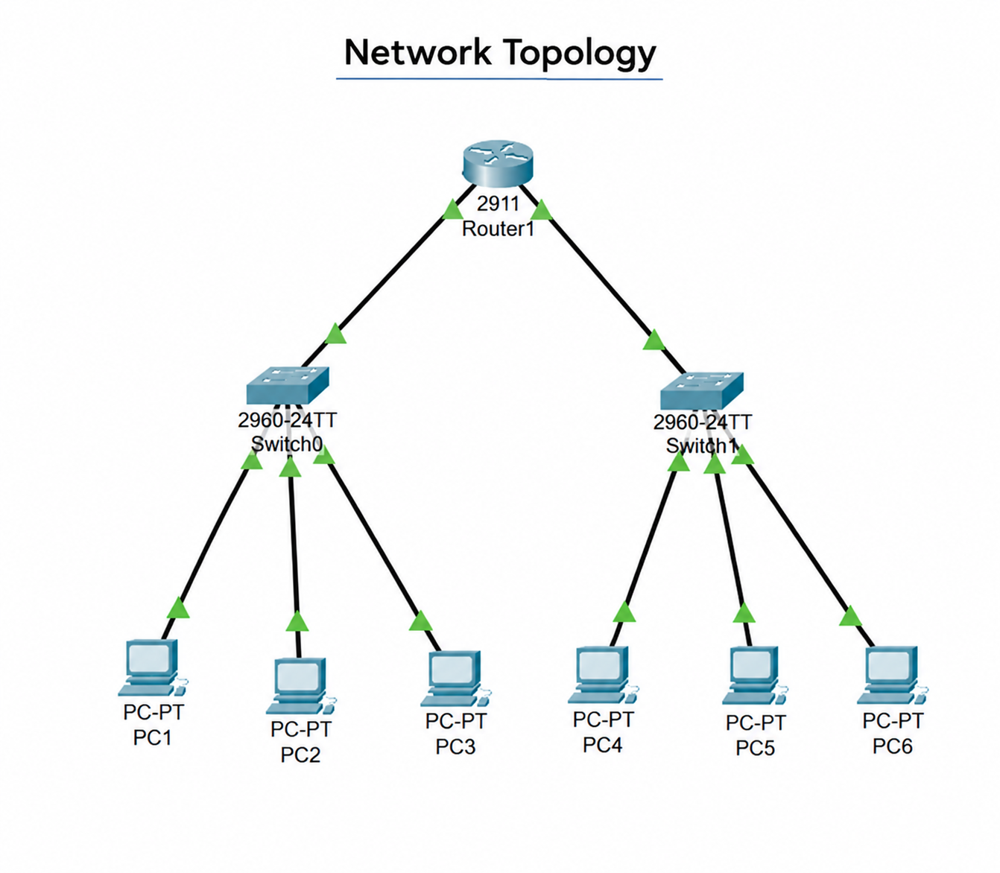 Network Topology
2911
Router1
2960-24TT
Switch0
2960-24TT
Switch1
PC-PT
PC1
PC-PT
PC2
PC-PT
PC3
PC-PT
PC4
PC-PT
PC5
PC-PT
PC6